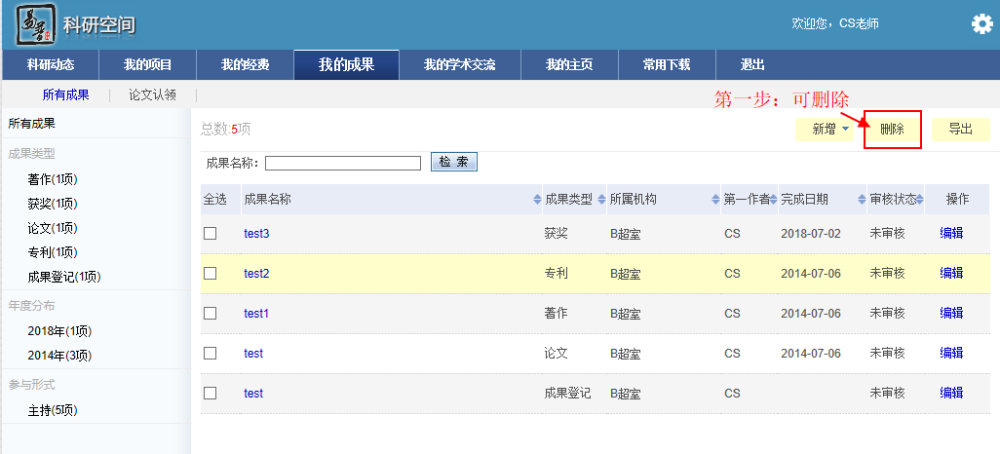 易普 科研空间
欢迎您，CS老师
科研动态 我的项目 我的经费 我的成果 我的学术交流 我的主页 常用下载 退出
所有成果 论文认领
第一步：可删除
所有成果
成果类型
著作(1项)
获奖(1项)
论文(1项)
专利(1项)
成果登记(1项)
年度分布
2018年(1项)
2014年(3项)
参与形式
主持(5项)
总数:5项
新增 删除 导出
成果名称： 检 索
全选 成果名称 成果类型 所属机构 第一作者 完成日期 审核状态 操作
test3 获奖 B超室 CS 2018-07-02 未审核 编辑
test2 专利 B超室 CS 2014-07-06 未审核 编辑
test1 著作 B超室 CS 2014-07-06 未审核 编辑
test 论文 B超室 CS 2014-07-06 未审核 编辑
test 成果登记 B超室 CS 未审核 编辑